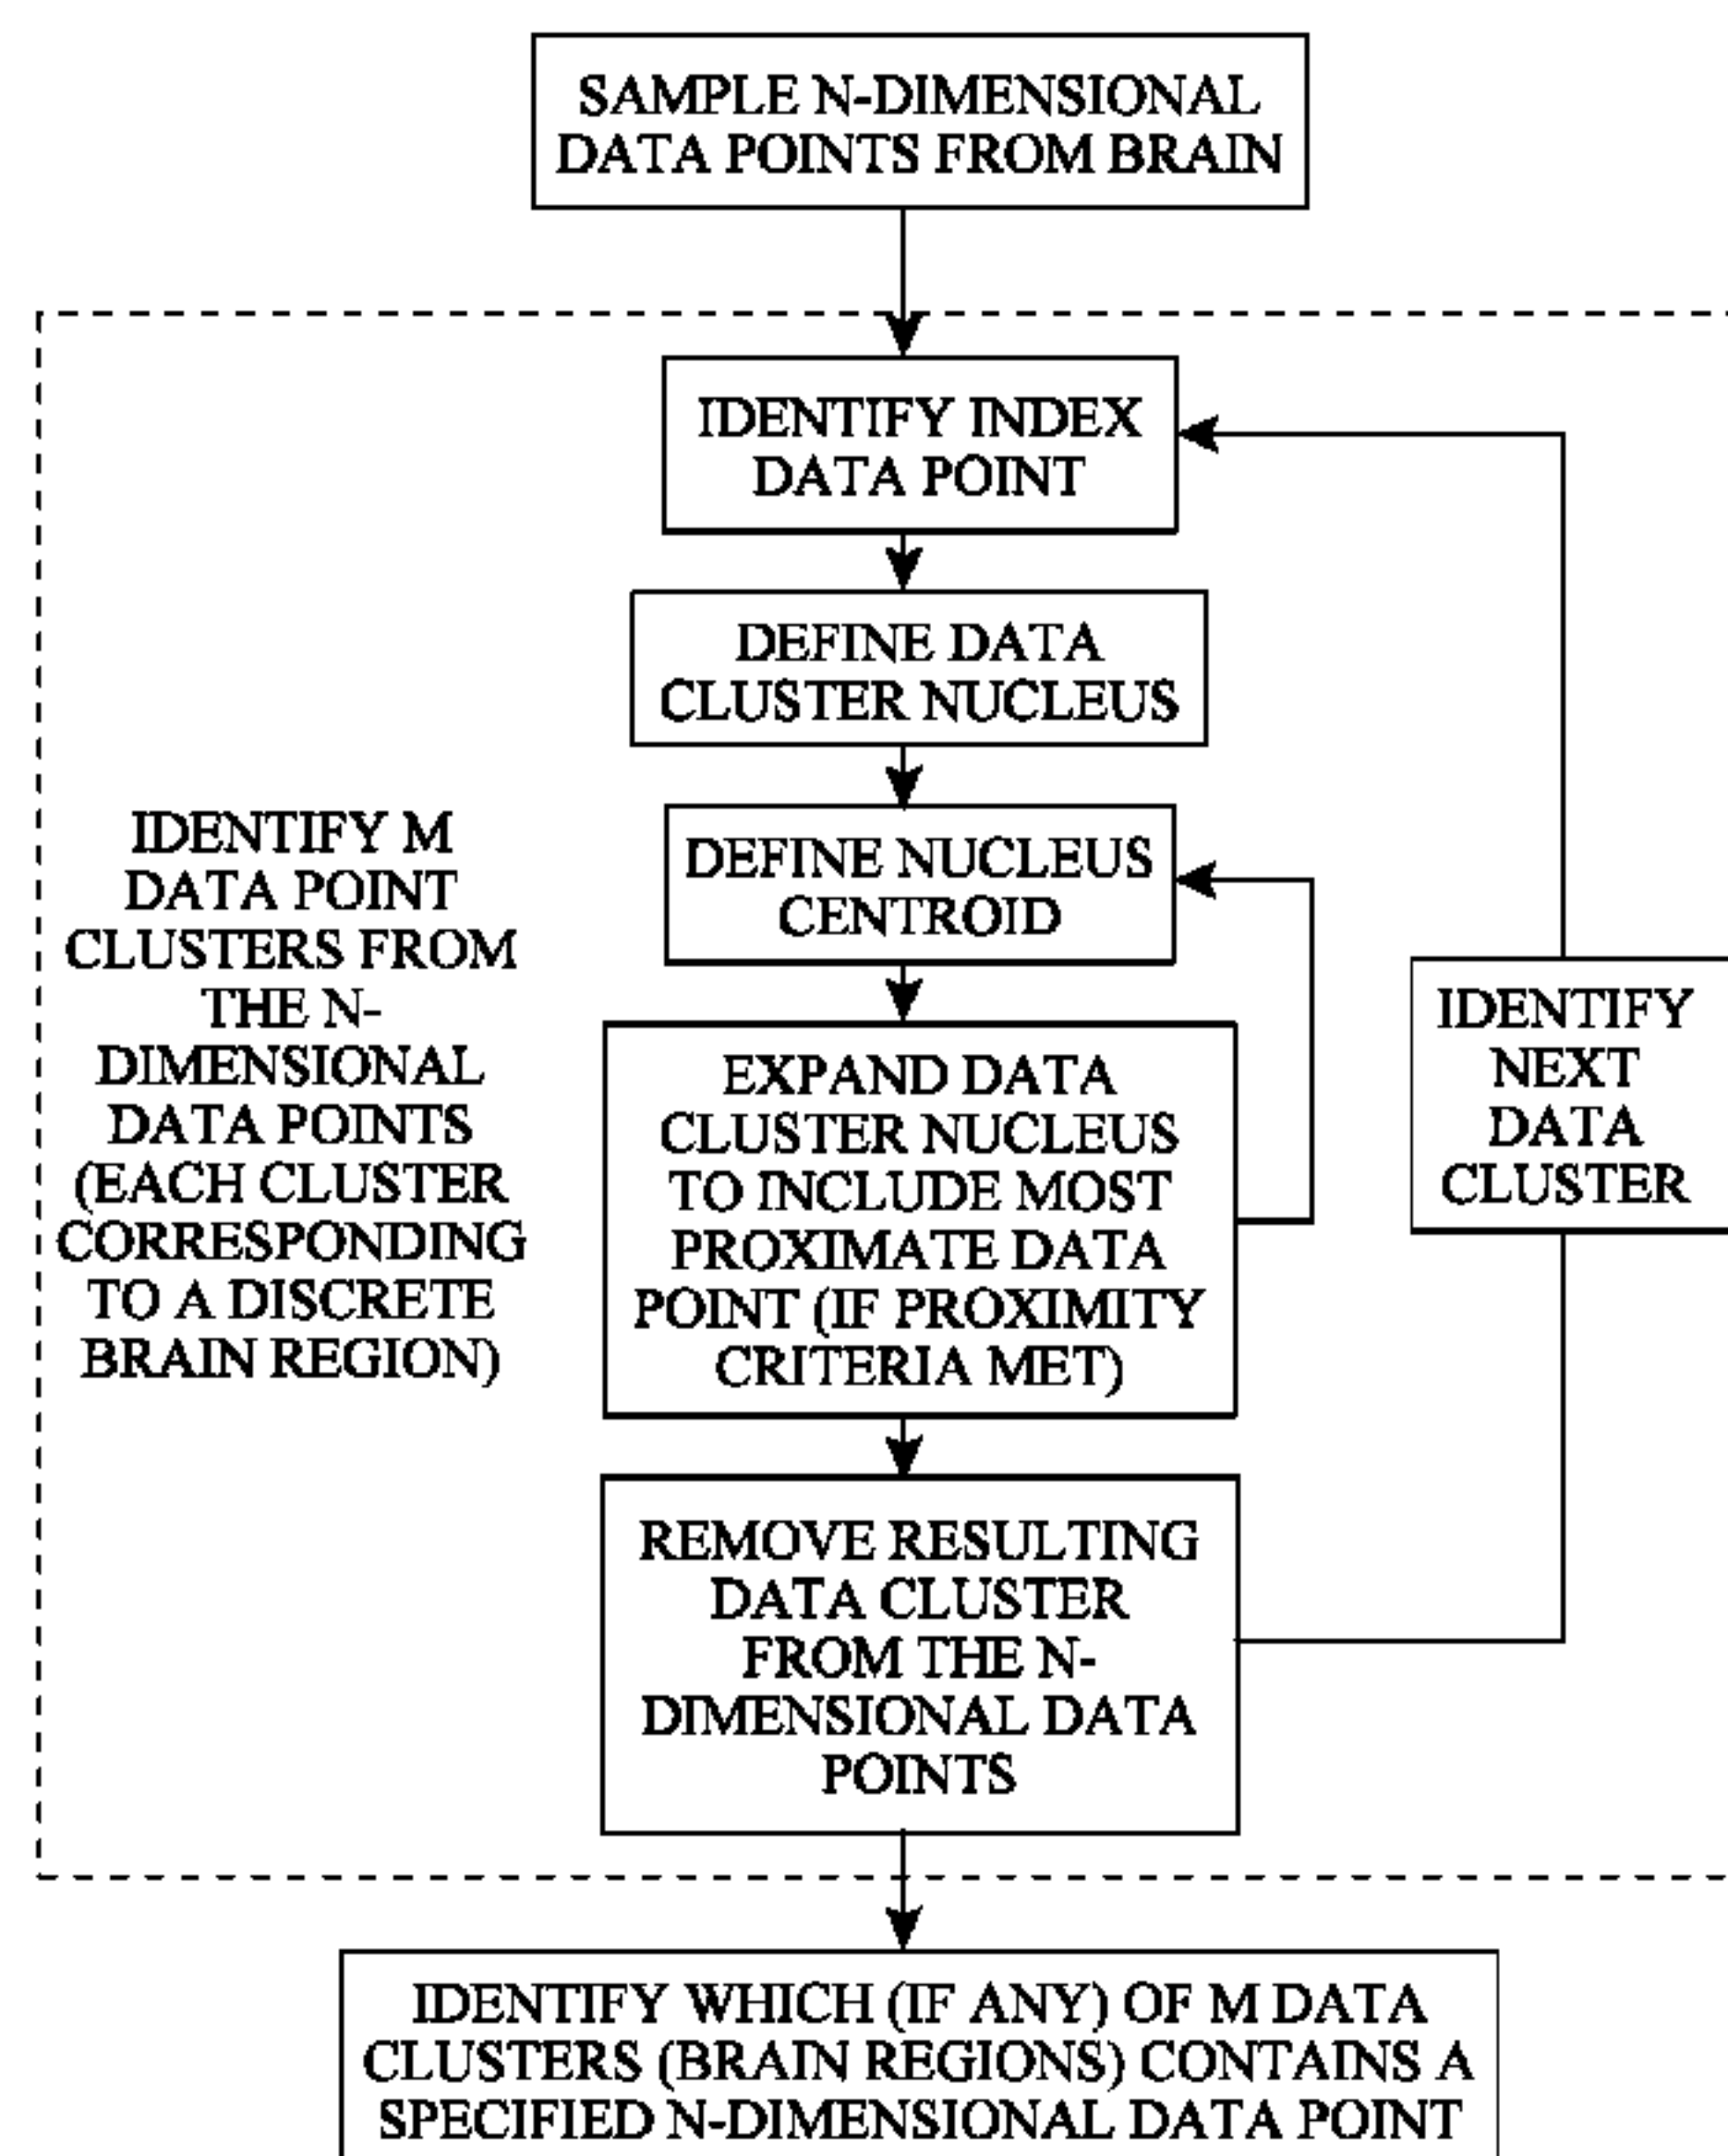 SAMPLE N-DIMENSIONAL
DATA POINTS FROM BRAIN
IDENTIFY INDEX
DATA POINT
DEFINE DATA
CLUSTER NUCLEUS
DEFINE NUCLEUS
CENTROID
EXPAND DATA
CLUSTER NUCLEUS
TO INCLUDE MOST
PROXIMATE DATA
POINT (IF PROXIMITY
CRITERIA MET)
REMOVE RESULTING
DATA CLUSTER
FROM THE N-
DIMENSIONAL DATA
POINTS
IDENTIFY M
DATA POINT
CLUSTERS FROM
THE N-
DIMENSIONAL
DATA POINTS
(EACH CLUSTER
CORRESPONDING
TO A DISCRETE
BRAIN REGION)
IDENTIFY
NEXT
DATA
CLUSTER
IDENTIFY WHICH (IF ANY) OF M DATA
CLUSTERS (BRAIN REGIONS) CONTAINS A
SPECIFIED N-DIMENSIONAL DATA POINT